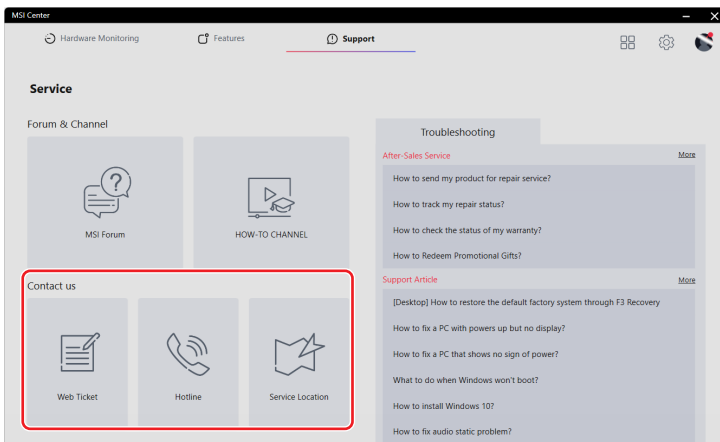 MSI Center
Hardware Monitoring
Features
Support
Service
Forum & Channel
MSI Forum
HOW-TO CHANNEL
Contact us
Web Ticket
Hotline
Service Location
Troubleshooting
After-Sales Service
More
How to send my product for repair service?
How to track my repair status?
How to check the status of my warranty?
How to Redeem Promotional Gifts?
Support Article
More
[Desktop] How to restore the default factory system through F3 Recovery
How to fix a PC with powers up but no display?
How to fix a PC that shows no sign of power?
What to do when Windows won't boot?
How to install Windows 10?
How to fix audio static problem?